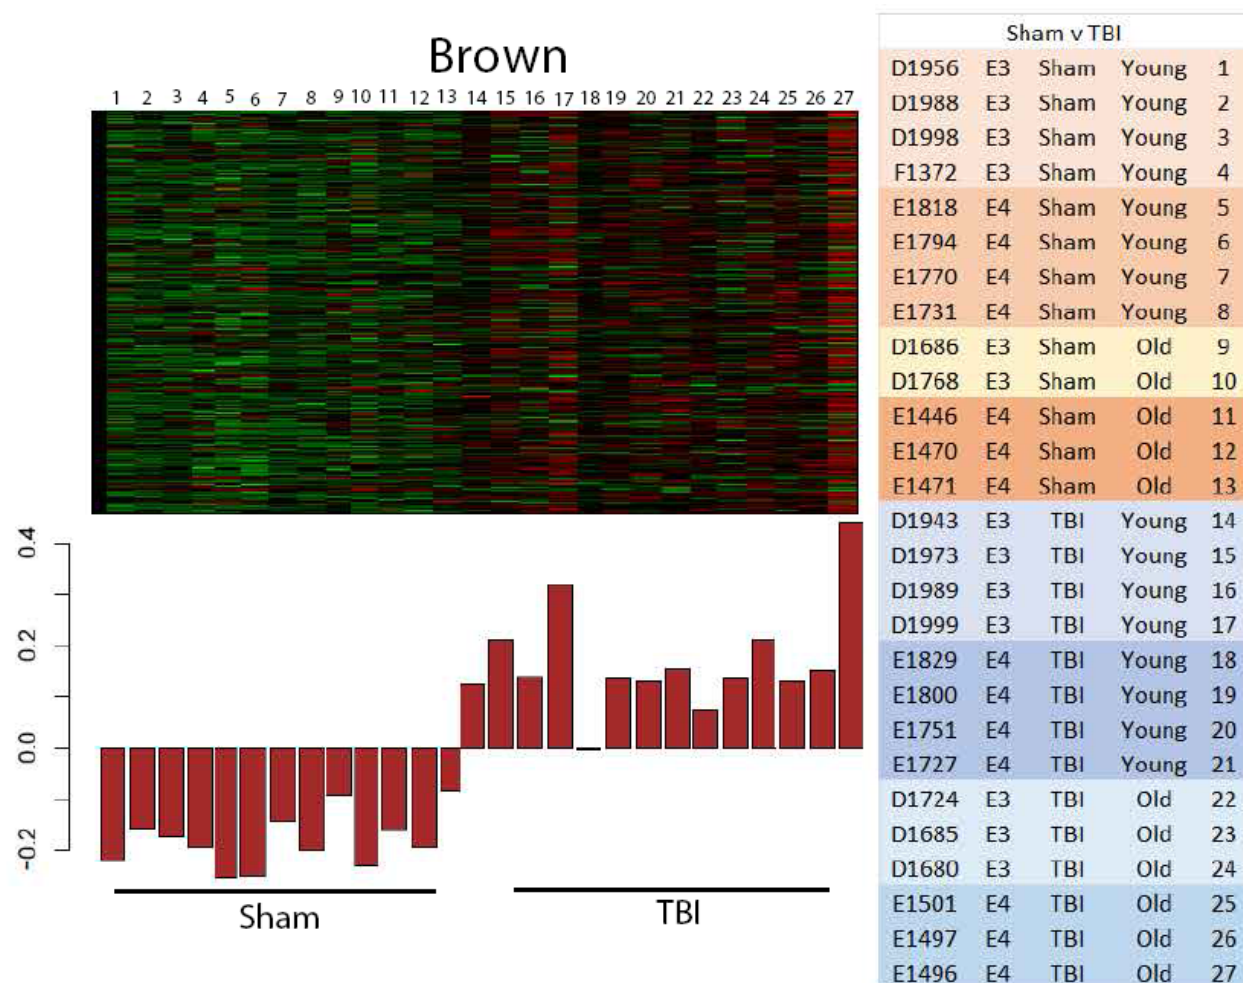 Brown
1 2 3 4 5 6 7 8 9 10 11 12 13 14 15 16 17 18 19 20 21 22 23 24 25 26 27
0.4
0.2
0.0
-0.2
Sham
TBI
Sham v TBI
D1956 E3 Sham Young 1
D1988 E3 Sham Young 2
D1998 E3 Sham Young 3
F1372 E3 Sham Young 4
E1818 E4 Sham Young 5
E1794 E4 Sham Young 6
E1770 E4 Sham Young 7
E1731 E4 Sham Young 8
D1686 E3 Sham Old 9
D1768 E3 Sham Old 10
E1446 E4 Sham Old 11
E1470 E4 Sham Old 12
E1471 E4 Sham Old 13
D1943 E3 TBI Young 14
D1973 E3 TBI Young 15
D1989 E3 TBI Young 16
D1999 E3 TBI Young 17
E1829 E4 TBI Young 18
E1800 E4 TBI Young 19
E1751 E4 TBI Young 20
E1727 E4 TBI Young 21
D1724 E3 TBI Old 22
D1685 E3 TBI Old 23
D1680 E3 TBI Old 24
E1501 E4 TBI Old 25
E1497 E4 TBI Old 26
E1496 E4 TBI Old 27